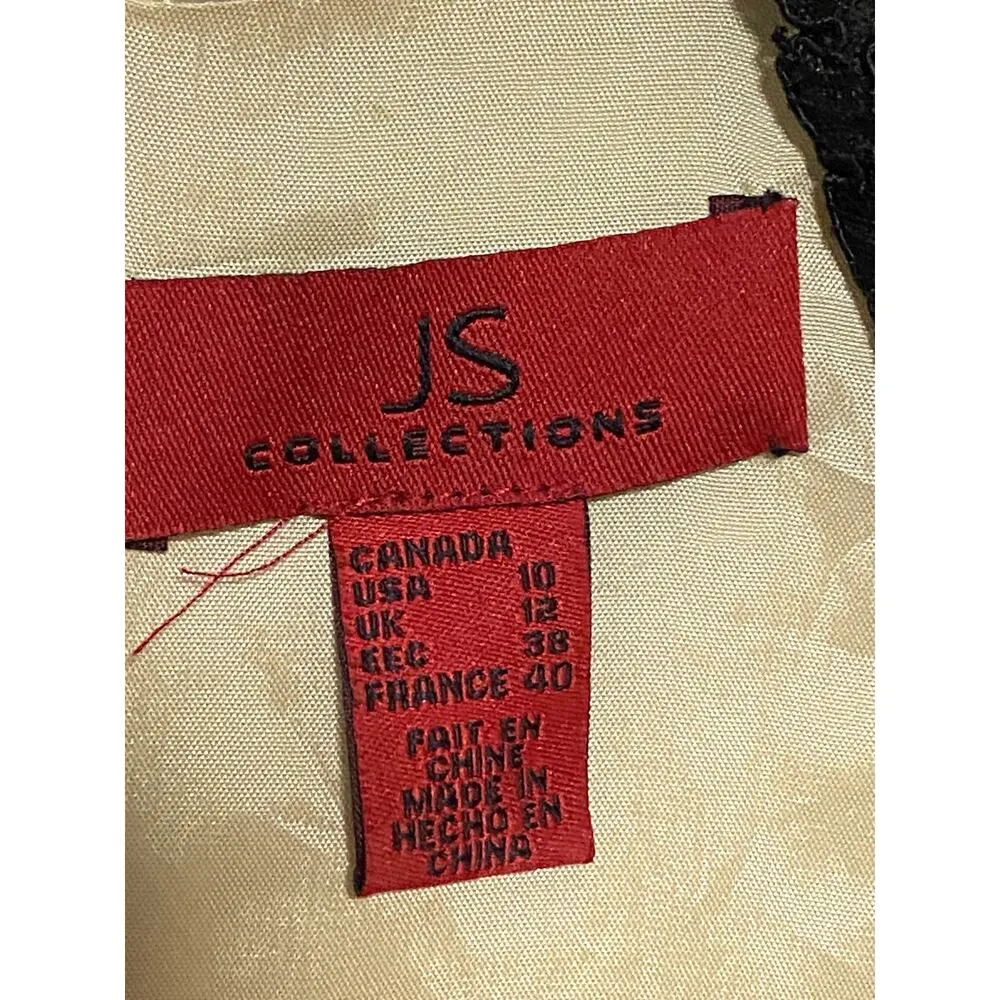 JS
COLLECTIONS
CANADA
USA 10
UK 12
EEC 38
FRANCE 40
FAIT EN
CHINE
MADE IN
HECHO EN
CHINA